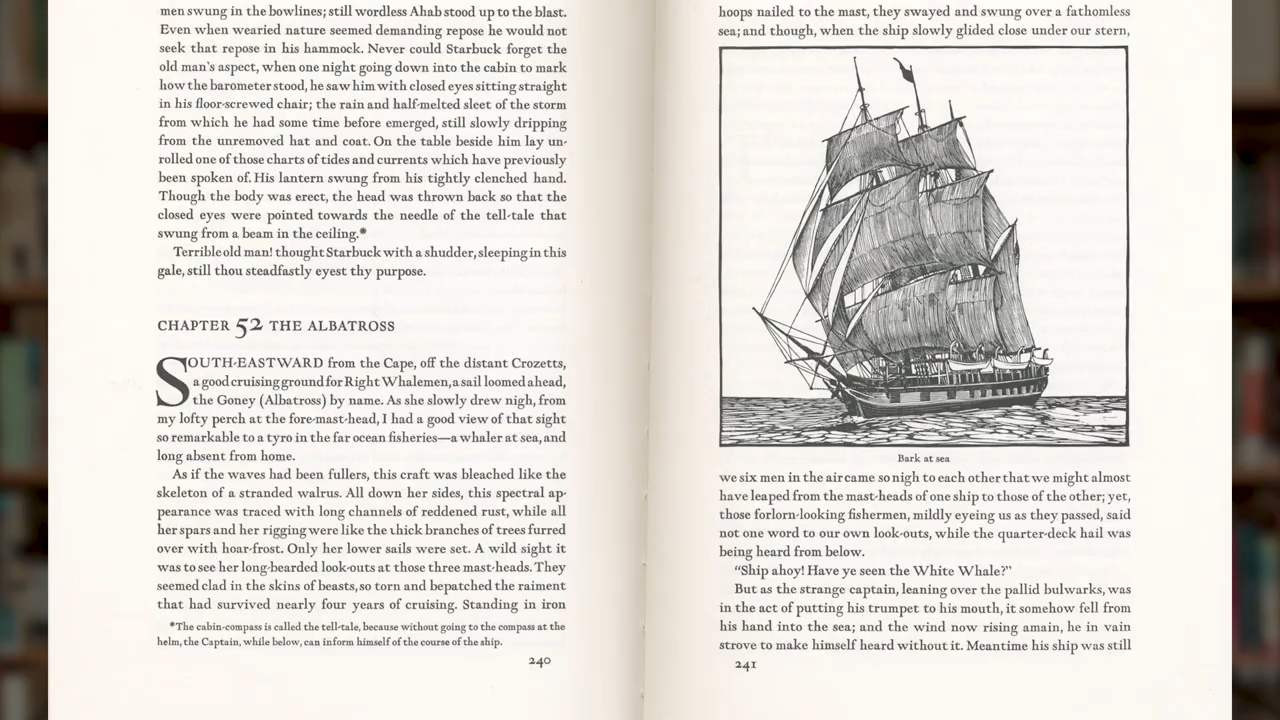 men swung in the bowlines; still wordless Ahab stood up to the blast.
Even when wearied nature seemed demanding repose he would not
seek that repose in his hammock. Never could Starbuck forget the
old man's aspect, when one night going down into the cabin to mark
how the barometer stood, he saw him with closed eyes sitting straight
in his floor-screwed chair; the rain and half-melted sleet of the storm
from which he had some time before emerged, still slowly dripping
from the unremoved hat and coat. On the table beside him lay un-
rolled one of those charts of tides and currents which have previously
been spoken of. His lantern swung from his tightly clenched hand.
Though the body was erect, the head was thrown back so that the
closed eyes were pointed towards the needle of the tell-tale that
swung from a beam in the ceiling.*
Terrible old man! thought Starbuck with a shudder, sleeping in this
gale, still thou steadfastly eyest thy purpose.
CHAPTER 52 THE ALBATROSS
SOUTH-EASTWARD from the Cape, off the distant Crozetts,
a good cruising ground for Right Whalemen, a sail loomed ahead,
the Goney (Albatross) by name. As she slowly drew nigh, from
my lofty perch at the fore-mast-head, I had a good view of that sight
so remarkable to a tyro in the far ocean fisheries—a whaler at sea, and
long absent from home.
As if the waves had been fullers, this craft was bleached like the
skeleton of a stranded walrus. All down her sides, this spectral ap-
pearance was traced with long channels of reddened rust, while all
her spars and her rigging were like the thick branches of trees furred
over with hoar-frost. Only her lower sails were set. A wild sight it
was to see her long-bearded look-outs at those three mast-heads. They
seemed clad in the skins of beasts, so torn and bepatched the raiment
that had survived nearly four years of cruising. Standing in iron
*The cabin-compass is called the tell-tale, because without going to the compass at the
helm, the Captain, while below, can inform himself of the course of the ship.
240
hoops nailed to the mast, they swayed and swung over a fathomless
sea; and though, when the ship slowly glided close under our stern,
Bark at sea
we six men in the air came so nigh to each other that we might almost
have leaped from the mast-heads of one ship to those of the other; yet,
those forlorn-looking fishermen, mildly eyeing us as they passed, said
not one word to our own look-outs, while the quarter-deck hail was
being heard from below.
"Ship ahoy! Have ye seen the White Whale?"
But as the strange captain, leaning over the pallid bulwarks, was
in the act of putting his trumpet to his mouth, it somehow fell from
his hand into the sea; and the wind now rising amain, he in vain
strove to make himself heard without it. Meantime his ship was still
241